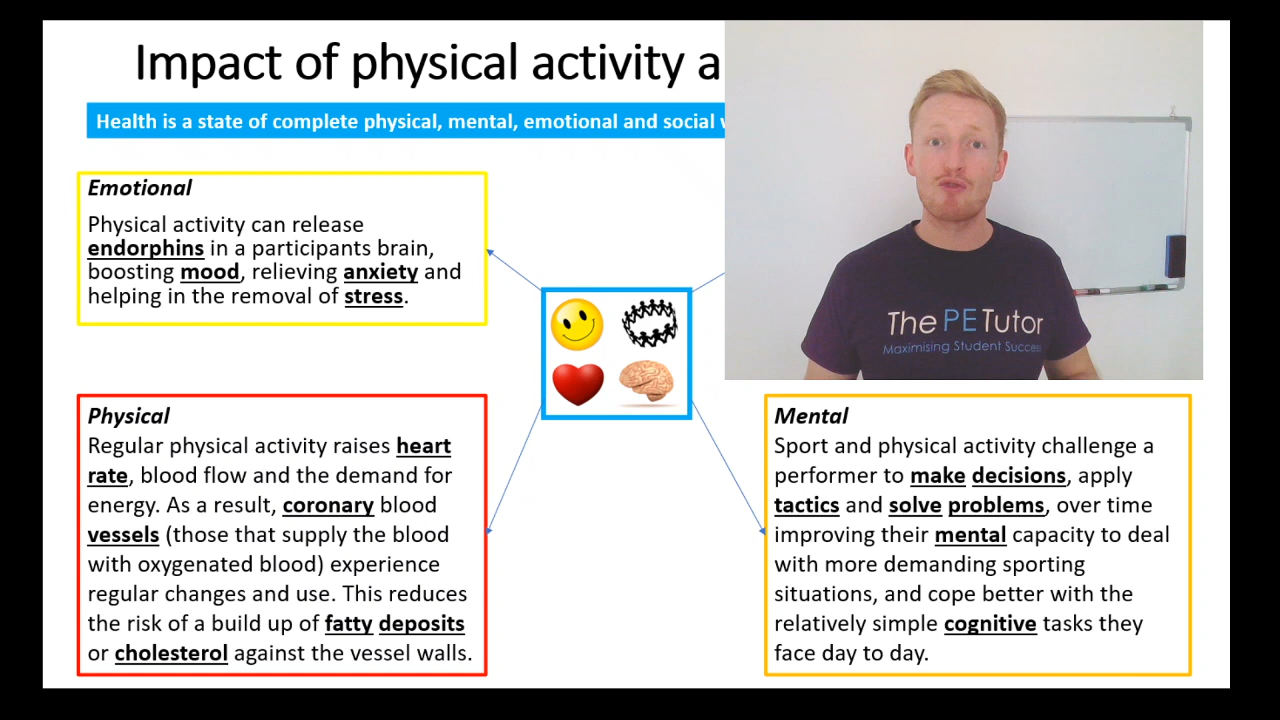 Impact of physical activity a
Health is a state of complete physical, mental, emotional and social
Emotional
Physical activity can release
endorphins in a participants brain,
boosting mood, relieving anxiety and
helping in the removal of stress.
The PE Tutor
Maximising Student Success
Physical
Regular physical activity raises heart
rate, blood flow and the demand for
energy. As a result, coronary blood
vessels (those that supply the blood
with oxygenated blood) experience
regular changes and use. This reduces
the risk of a build up of fatty deposits
or cholesterol against the vessel walls.
Mental
Sport and physical activity challenge a
performer to make decisions, apply
tactics and solve problems, over time
improving their mental capacity to deal
with more demanding sporting
situations, and cope better with the
relatively simple cognitive tasks they
face day to day.